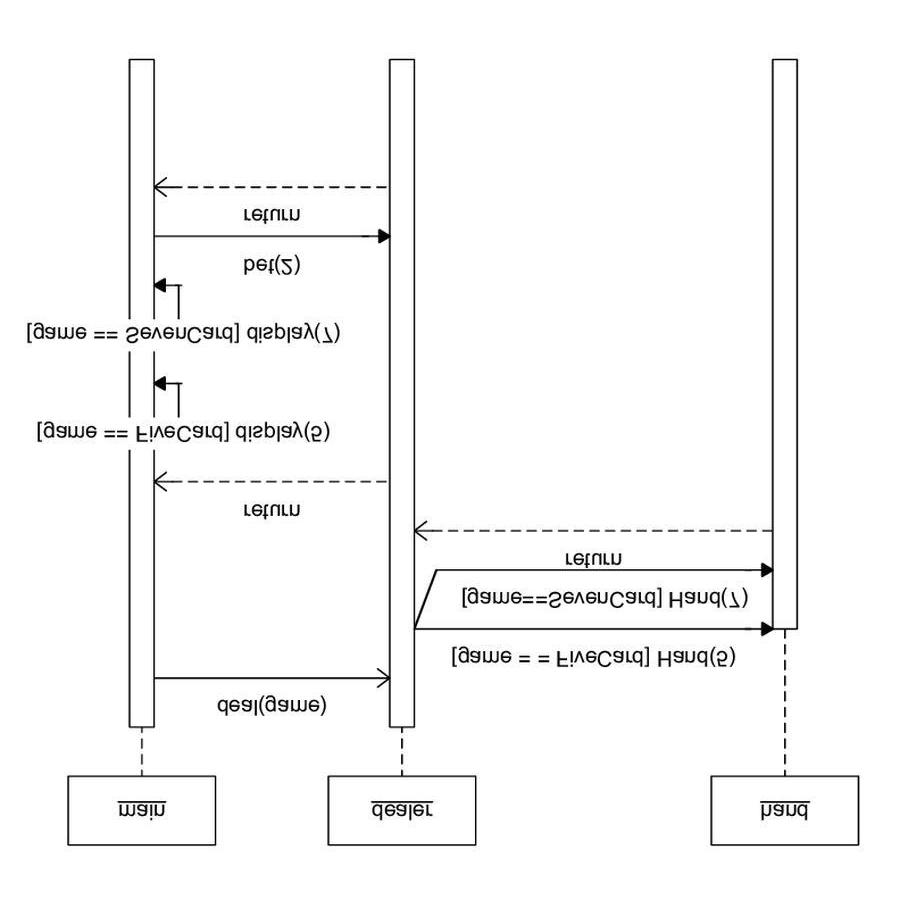 main
dealer
hand
deal(game)
[game = = FiveCard] Hand(5)
[game==SevenCard] Hand(7)
return
return
[game == FiveCard] display(5)
[game == SevenCard] display(7)
bet(2)
return